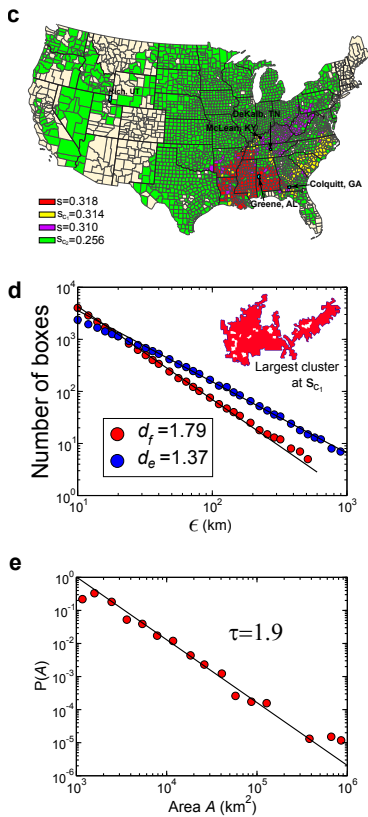 c
Rich, UT
DeKalb, TN
McLean, KY
Colquitt, GA
Greene, AL
s=0.318
s_{c1}=0.314
s=0.310
s_{c2}=0.256
d
Number of boxes
10^4
10^3
10^2
10^1
10^0
Largest cluster
at s_{c1}
d_f=1.79
d_e=1.37
10^1
10^2
10^3
ϵ (km)
e
P(A)
10^0
10^-1
10^-2
10^-3
10^-4
10^-5
10^-6
τ=1.9
10^3
10^4
10^5
10^6
Area A (km^2)